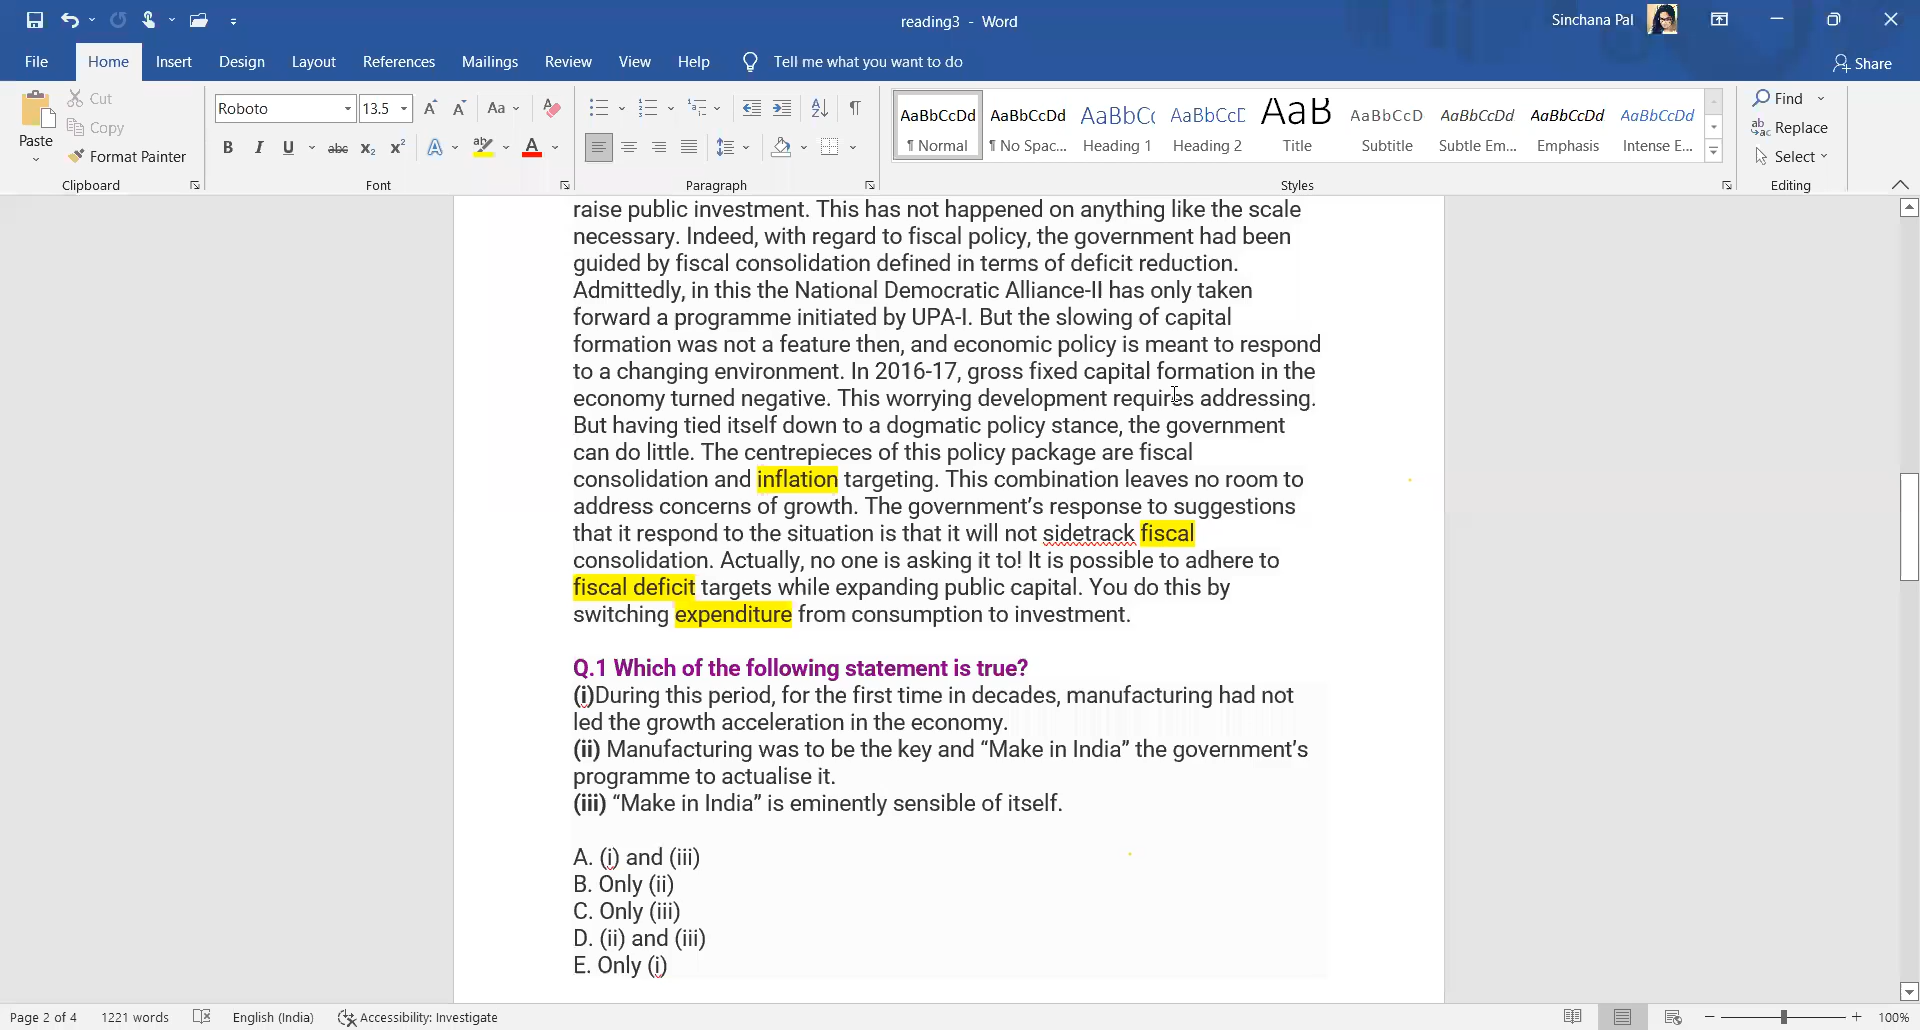 reading3 - Word
Sinchana Pal
File Home Insert Design Layout References Mailings Review View Help Tell me what you want to do Share
Paste
Cut
Copy
Format Painter
Clipboard
Roboto 13.5
Aa
B I U abc x₂ x² A A
Font
Paragraph
AaBbCcDd AaBbCcDd AaBbCc AaBbCcD AaB AaBbCcD AaBbCcDd AaBbCcDd AaBbCcDd
¶ Normal ¶ No Spac... Heading 1 Heading 2 Title Subtitle Subtle Em... Emphasis Intense E...
Styles
Find
Replace
Select
Editing
raise public investment. This has not happened on anything like the scale
necessary. Indeed, with regard to fiscal policy, the government had been
guided by fiscal consolidation defined in terms of deficit reduction.
Admittedly, in this the National Democratic Alliance-II has only taken
forward a programme initiated by UPA-I. But the slowing of capital
formation was not a feature then, and economic policy is meant to respond
to a changing environment. In 2016-17, gross fixed capital formation in the
economy turned negative. This worrying development requires addressing.
But having tied itself down to a dogmatic policy stance, the government
can do little. The centrepieces of this policy package are fiscal
consolidation and inflation targeting. This combination leaves no room to
address concerns of growth. The government’s response to suggestions
that it respond to the situation is that it will not sidetrack fiscal
consolidation. Actually, no one is asking it to! It is possible to adhere to
fiscal deficit targets while expanding public capital. You do this by
switching expenditure from consumption to investment.
Q.1 Which of the following statement is true?
(i)During this period, for the first time in decades, manufacturing had not
led the growth acceleration in the economy.
(ii) Manufacturing was to be the key and “Make in India” the government’s
programme to actualise it.
(iii) “Make in India” is eminently sensible of itself.
A. (i) and (iii)
B. Only (ii)
C. Only (iii)
D. (ii) and (iii)
E. Only (i)
Page 2 of 4 1221 words English (India) Accessibility: Investigate 100%